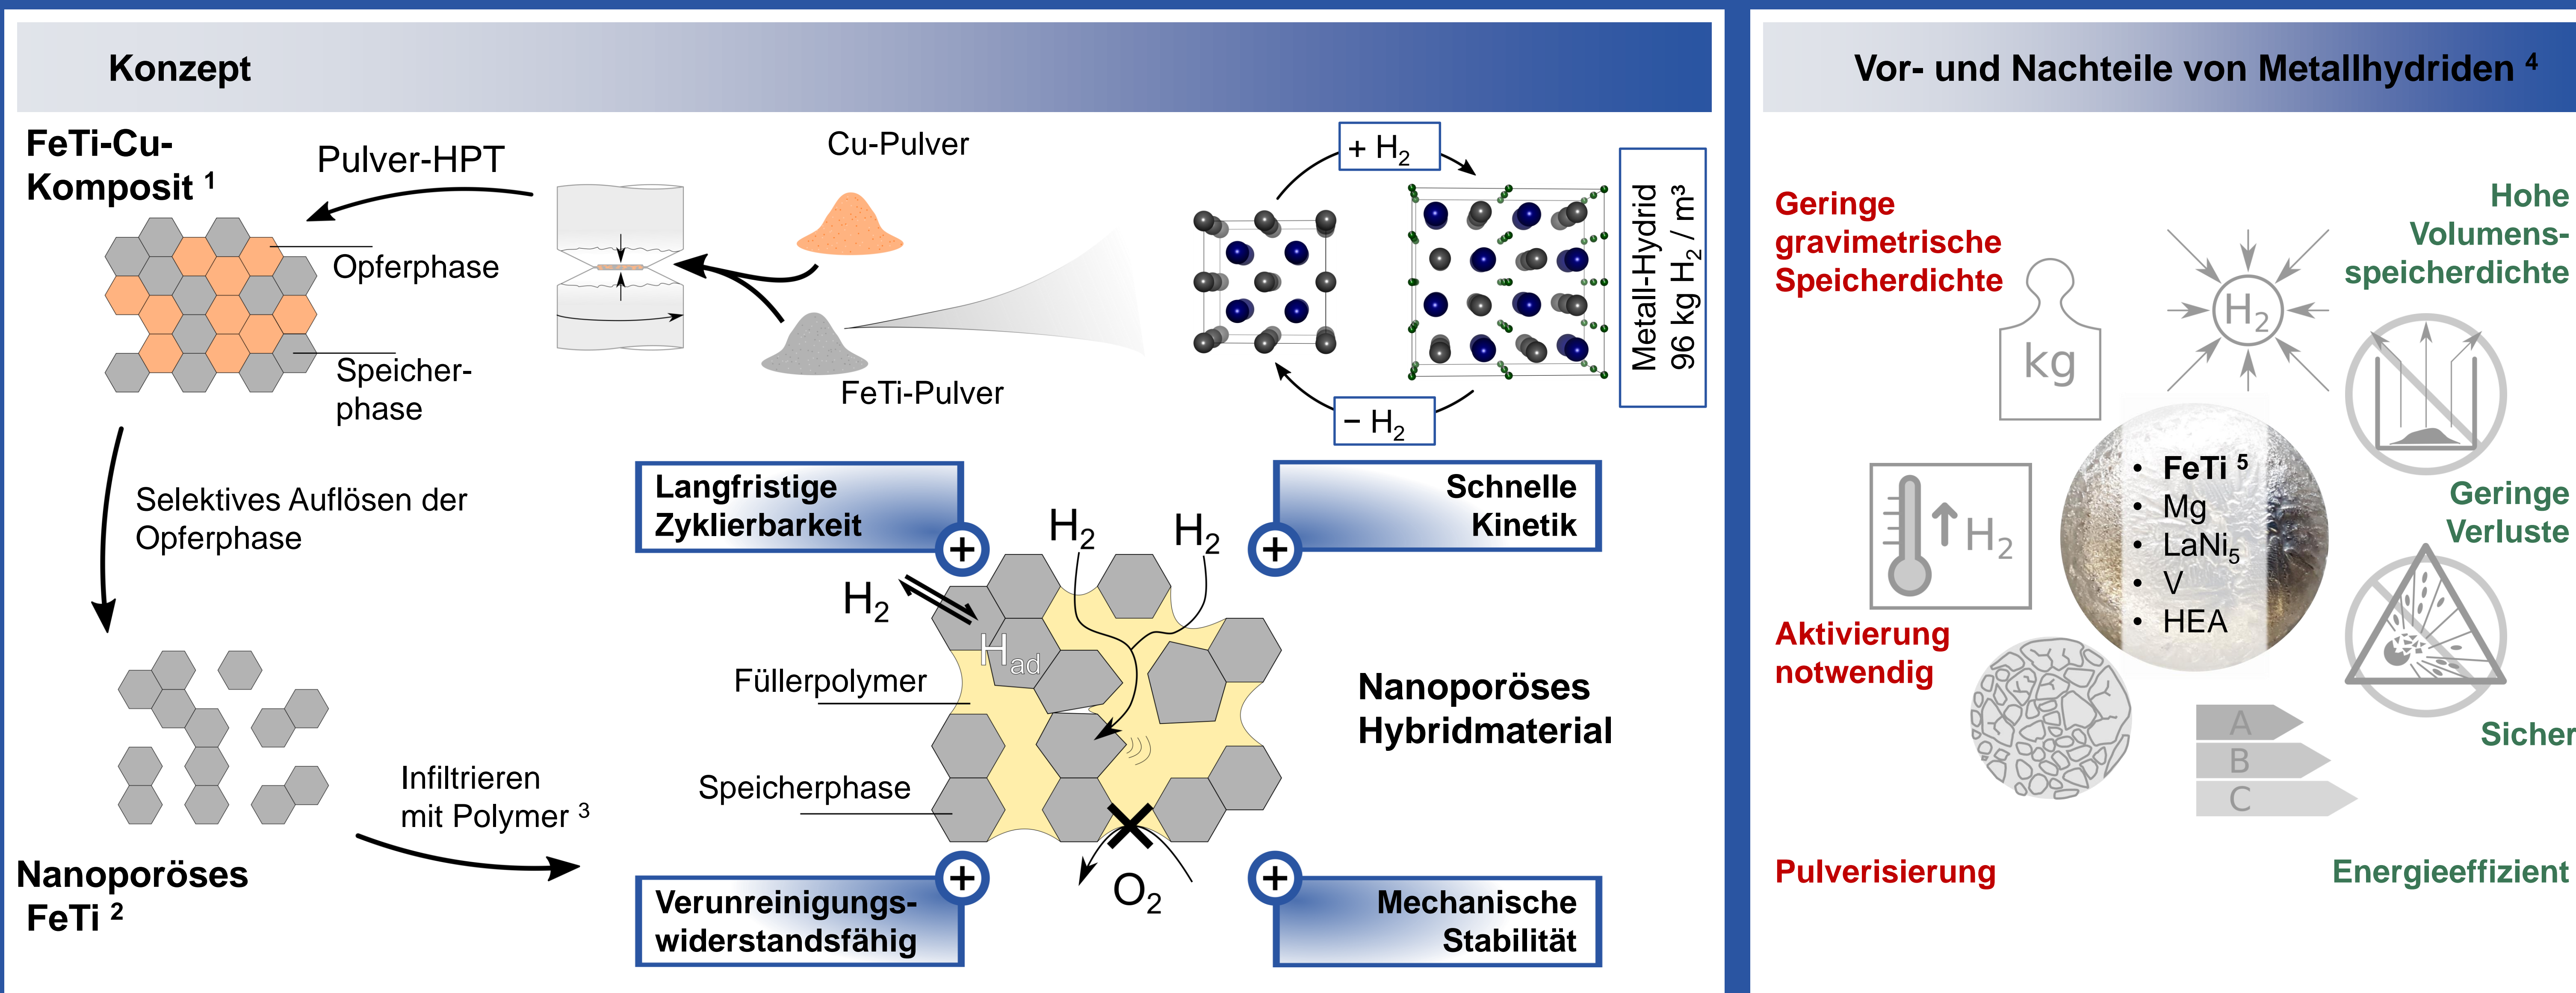 Konzept
FeTi-Cu-
Komposit ¹
Pulver-HPT
Cu-Pulver
Opferphase
Speicher-
phase
FeTi-Pulver
+ H₂
− H₂
Metall-Hydrid
96 kg H₂ / m³
Selektives Auflösen der
Opferphase
Nanoporöses
FeTi ²
Infiltrieren
mit Polymer ³
Langfristige
Zyklierbarkeit
+
Schnelle
Kinetik
+
H₂
H₂
H₂
H_ad
Füllerpolymer
Speicherphase
Nanoporöses
Hybridmaterial
O₂
Verunreinigungs-
widerstandsfähig
+
Mechanische
Stabilität
+
Vor- und Nachteile von Metallhydriden ⁴
Geringe
gravimetrische
Speicherdichte
kg
H₂
Hohe
Volumens-
speicherdichte
H₂
• FeTi ⁵
• Mg
• LaNi₅
• V
• HEA
Geringe
Verluste
Aktivierung
notwendig
A
B
C
Sicher
Pulverisierung
Energieeffizient